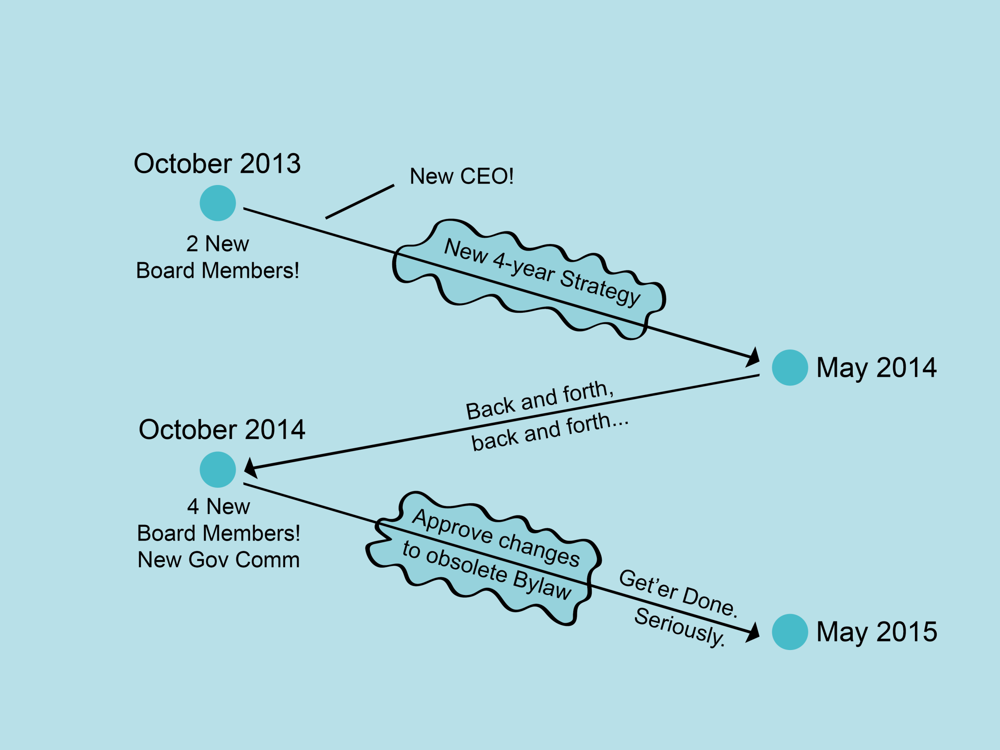 October 2013
2 New
Board Members!
New CEO!
New 4-year Strategy
May 2014
Back and forth,
back and forth...
October 2014
4 New
Board Members!
New Gov Comm
Approve changes
to obsolete Bylaw
Get’er Done.
Seriously.
May 2015